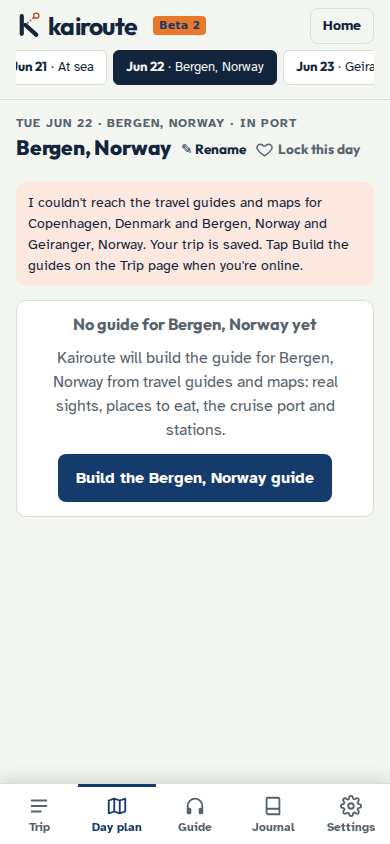 kairoute Beta 2 Home
Jun 21 · At sea Jun 22 · Bergen, Norway Jun 23 ·
TUE JUN 22 · BERGEN, NORWAY · IN PORT
Bergen, Norway ✎ Rename Lock this day
I couldn't reach the travel guides and maps for
Copenhagen, Denmark and Bergen, Norway and
Geiranger, Norway. Your trip is saved. Tap Build the
guides on the Trip page when you're online.
No guide for Bergen, Norway yet
Kairoute will build the guide for Bergen,
Norway from travel guides and maps: real
sights, places to eat, the cruise port and
stations.
Build the Bergen, Norway guide
Trip Day plan Guide Journal Settings